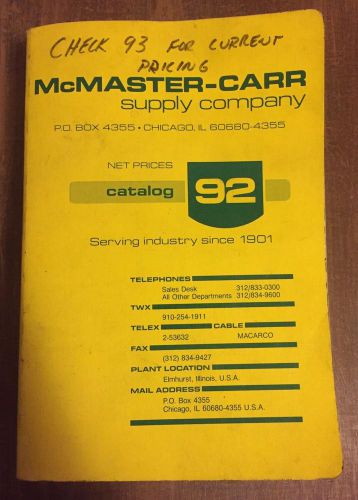 CHECK 93 FOR CURRENT
PRICING
McMASTER-CARR
supply company
P.O. BOX 4355 • CHICAGO, IL 60680-4355
NET PRICES
catalog 92
Serving industry since 1901
TELEPHONES
Sales Desk 312/833-0300
All Other Departments 312/834-9600
TWX
910-254-1911
TELEX CABLE
2-53632 MACARCO
FAX
(312) 834-9427
PLANT LOCATION
Elmhurst, Illinois, U.S.A.
MAIL ADDRESS
P.O. Box 4355
Chicago, IL 60680-4355 U.S.A.